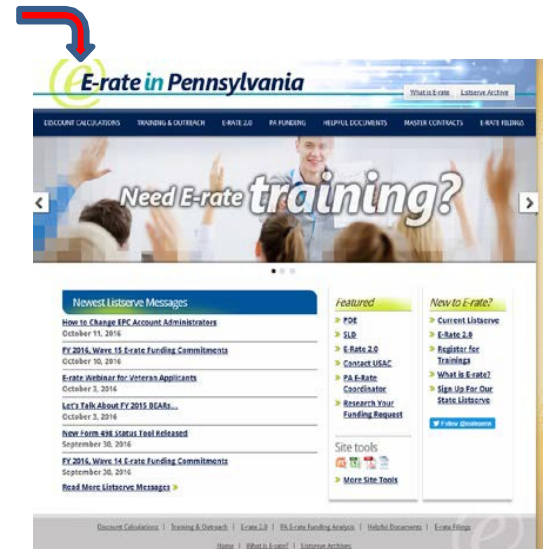 E-rate in Pennsylvania
What is E-rate Listserve Archive
DISCOUNT CALCULATIONS TRAINING & OUTREACH E-RATE 2.0 PA FUNDING HELPFUL DOCUMENTS MASTER CONTRACTS E-RATE FILINGS
Need E-rate training?
Newest Listserve Messages
How to Change EPC Account Administrators
October 11, 2016
FY 2016, Wave 15 E-rate Funding Commitments
October 10, 2016
E-rate Webinar for Veteran Applicants
October 3, 2016
Let's Talk About FY 2015 BEARs...
October 3, 2016
New Form 498 Status Tool Released
September 30, 2016
FY 2016, Wave 14 E-rate Funding Commitments
September 30, 2016
Read More Listserve Messages »
Featured
» PDE
» SLD
» E-Rate 2.0
» Contact USAC
» PA E-Rate
Coordinator
» Research Your
Funding Request
Site tools
» More Site Tools
New to E-rate?
» Current Listserve
» E-Rate 2.0
» Register for
Trainings
» What is E-rate?
» Sign Up For Our
State Listserve
Follow
Discount Calculations | Training & Outreach | E-rate 2.0 | PA E-rate Funding Analysis | Helpful Documents | E-rate Filings
Home | What is E-rate? | Listserve Archives